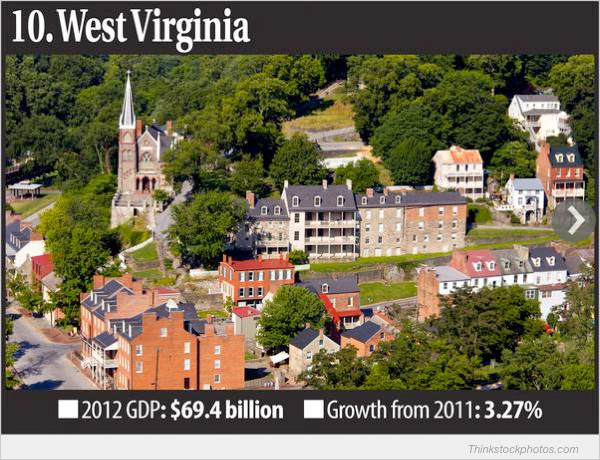 10. West Virginia
2012 GDP: $69.4 billion Growth from 2011: 3.27%
Thinkstockphotos.com